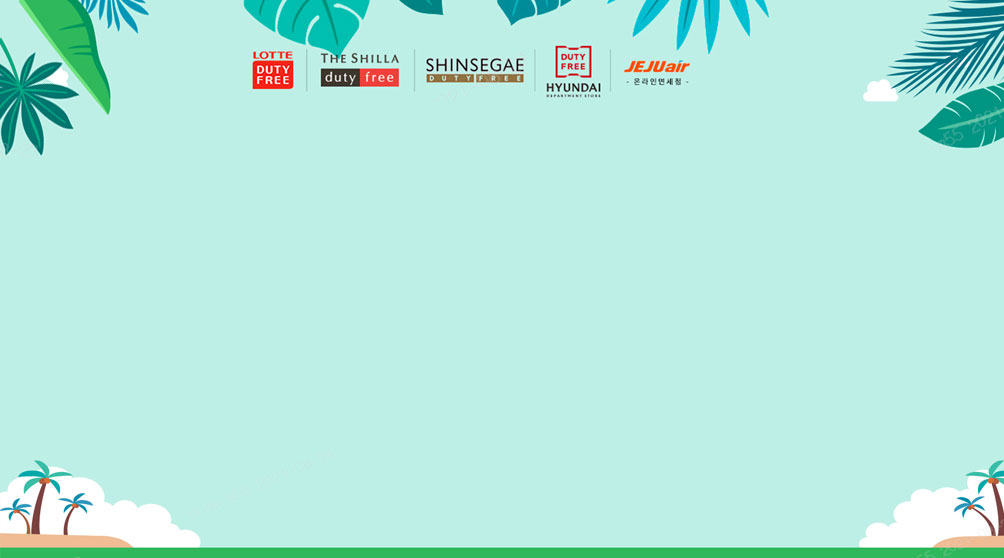 LOTTE
DUTY
FREE
THE SHILLA
duty free
SHINSEGAE
DUTY FREE
DUTY
FREE
HYUNDAI
DEPARTMENT STORE
JEJUair
- 온라인면세점 -